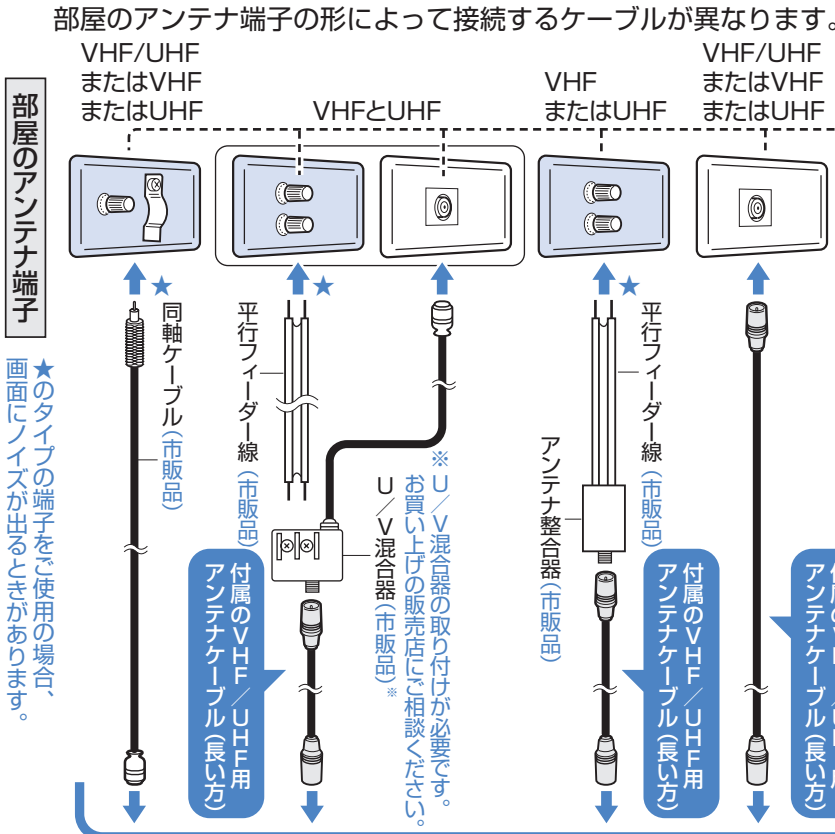 部屋のアンテナ端子の形によって接続するケーブルが異なります。
VHF/UHF
またはVHF
またはUHF
VHFとUHF
VHF
またはUHF
VHF/UHF
またはVHF
またはUHF
部屋のアンテナ端子
★のタイプの端子をご使用の場合、
画面にノイズが出るときがあります。
★
同軸ケーブル(市販品)
★
平行フィーダー線(市販品)
U/V混合器(市販品)※
※U/V混合器の取り付けが必要です。
お買い上げの販売店にご相談ください。
付属のVHF/UHF用
アンテナケーブル(長い方)
★
平行フィーダー線(市販品)
アンテナ整合器(市販品)
付属のVHF/UHF用
アンテナケーブル(長い方)
アンテナケーブル(長い方)